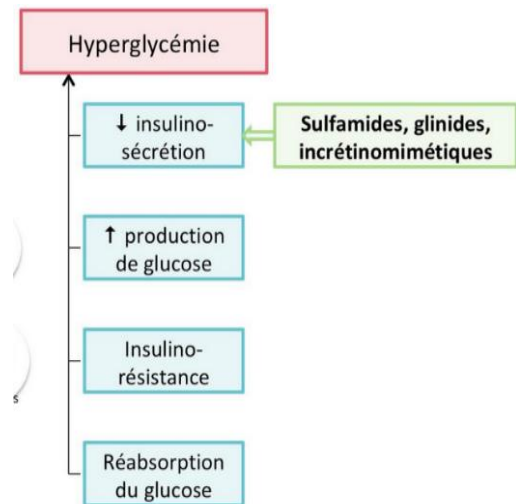 Hyperglycémie
↓ insulino-
sécrétion
Sulfamides, glinides,
incrétinomimétiques
↑ production
de glucose
Insulino-
résistance
s
Réabsorption
du glucose